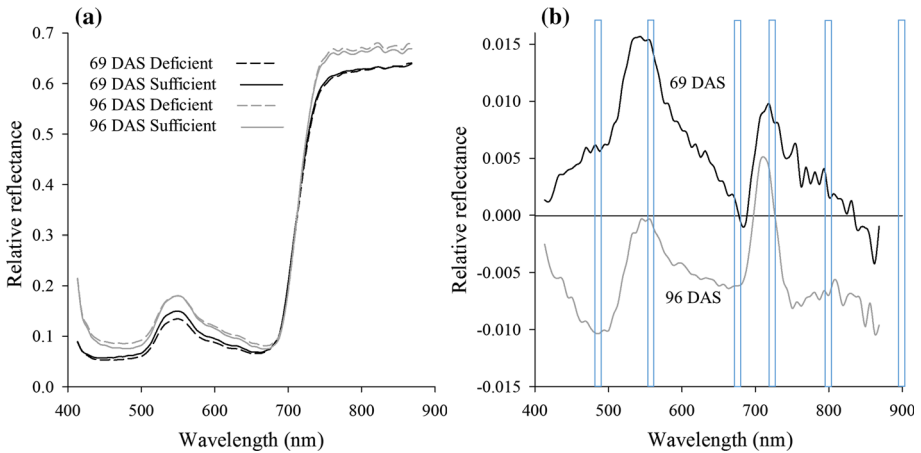 (a)
0.7
0.6
0.5
0.4
0.3
0.2
0.1
0.0
Relative reflectance
69 DAS Deficient
69 DAS Sufficient
96 DAS Deficient
96 DAS Sufficient
400 500 600 700 800 900
Wavelength (nm)
(b)
0.015
0.010
0.005
0.000
-0.005
-0.010
-0.015
Relative reflectance
69 DAS
96 DAS
400 500 600 700 800 900
Wavelength (nm)